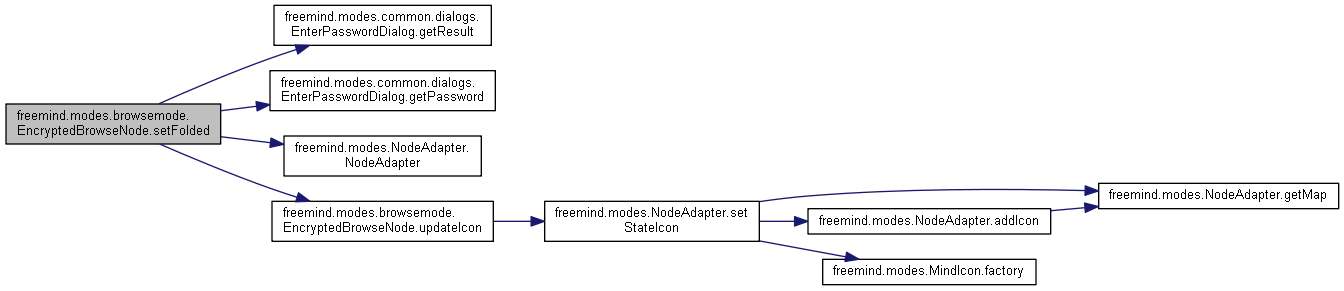 freemind.modes.common.dialogs.
EnterPasswordDialog.getResult
freemind.modes.common.dialogs.
EnterPasswordDialog.getPassword
freemind.modes.browsemode.
EncryptedBrowseNode.setFolded
freemind.modes.NodeAdapter.
NodeAdapter
freemind.modes.browsemode.
EncryptedBrowseNode.updateIcon
freemind.modes.NodeAdapter.set
StateIcon
freemind.modes.NodeAdapter.getMap
freemind.modes.NodeAdapter.addIcon
freemind.modes.MindIcon.factory